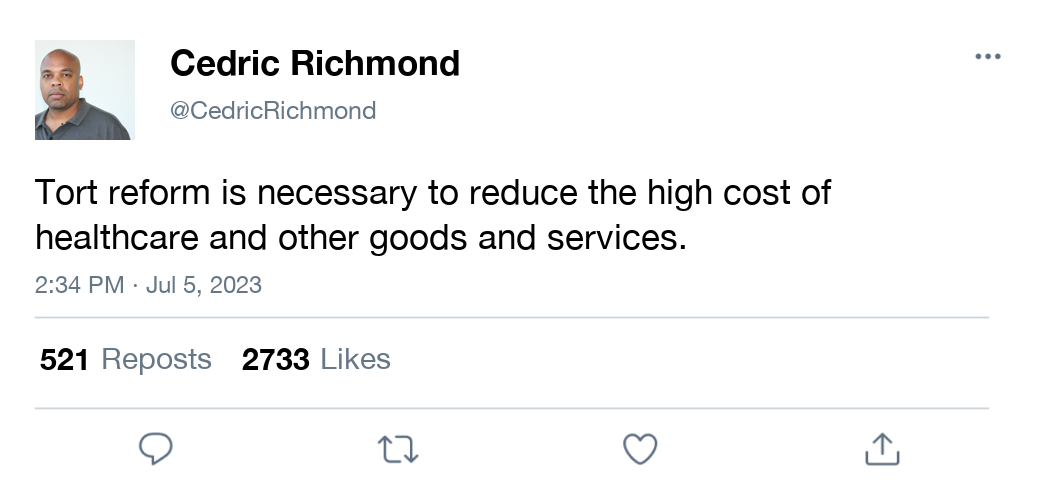 Cedric Richmond
@CedricRichmond
Tort reform is necessary to reduce the high cost of
healthcare and other goods and services.
2:34 PM · Jul 5, 2023
521 Reposts 2733 Likes